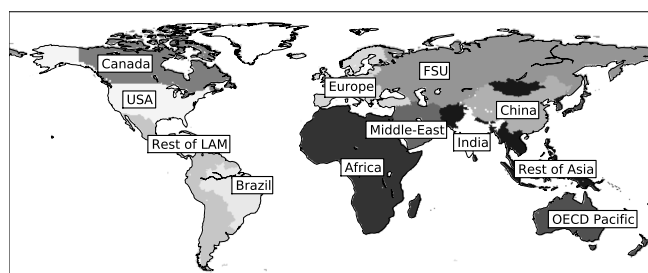 Canada
FSU
Europe
USA
China
Middle-East
Rest of LAM
India
Africa
Rest of Asia
Brazil
OECD Pacific